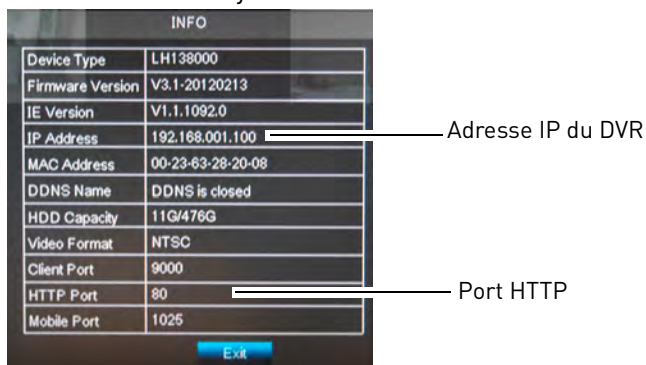 INFO
Device Type LH138000
Firmware Version V3.1-20120213
IE Version V1.1.1092.0
IP Address 192.168.001.100 Adresse IP du DVR
MAC Address 00-23-63-28-20-08
DDNS Name DDNS is closed
HDD Capacity 11G/476G
Video Format NTSC
Client Port 9000
HTTP Port 80 Port HTTP
Mobile Port 1025
Exit